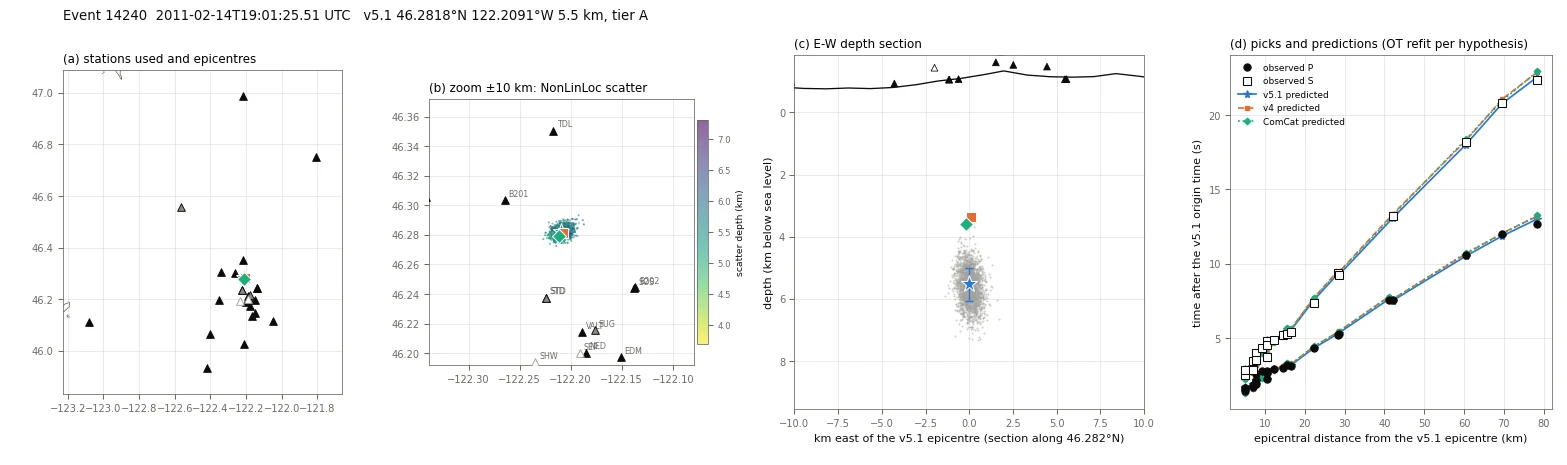 Event 14240  2011-02-14T19:01:25.51 UTC   v5.1 46.2818°N 122.2091°W 5.5 km, tier A
(a) stations used and epicentres
47.0
46.8
46.6
46.4
46.2
46.0
−123.2 −123.0 −122.8 −122.6 −122.4 −122.2 −122.0 −121.8
(b) zoom ±10 km: NonLinLoc scatter
46.36
46.34
46.32
46.30
46.28
46.26
46.24
46.22
46.20
−122.30 −122.25 −122.20 −122.15 −122.10
TDL
B201
STD
SUG
NED
EDM
SHW
7.0
6.5
6.0
5.5
5.0
4.5
4.0
scatter depth (km)
(c) E-W depth section
0
2
4
6
8
depth (km below sea level)
−10.0 −7.5 −5.0 −2.5 0.0 2.5 5.0 7.5 10.0
km east of the v5.1 epicentre (section along 46.282°N)
(d) picks and predictions (OT refit per hypothesis)
observed P
observed S
v5.1 predicted
v4 predicted
ComCat predicted
20
15
10
5
time after the v5.1 origin time (s)
10 20 30 40 50 60 70 80
epicentral distance from the v5.1 epicentre (km)